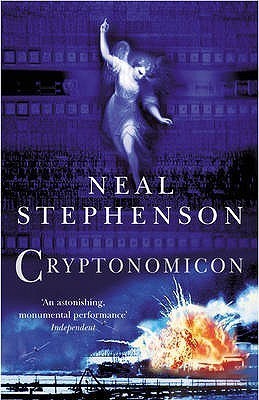 NEAL
STEPHENSON
CRYPTONOMICON
'An astonishing,
monumental performance'
Independent